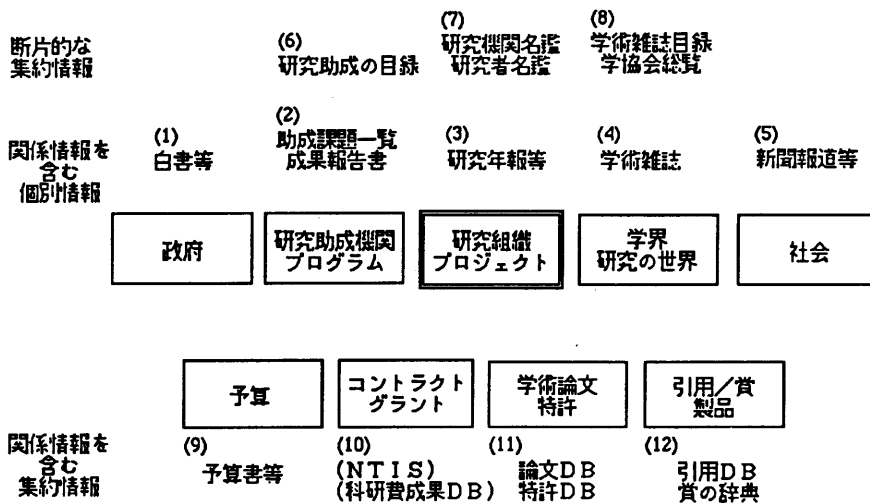 断片的な
集約情報
(6)
研究助成の目録
(7)
研究機関名鑑
研究者名鑑
(8)
学術雑誌目録
学協会総覧
関係情報を
含む
個別情報
(1)
白書等
(2)
助成課題一覧
成果報告書
(3)
研究年報等
(4)
学術雑誌
(5)
新聞報道等
政府
研究助成機関
プログラム
研究組織
プロジェクト
学界
研究の世界
社会
予算
コントラクト
グラント
学術論文
特許
引用／賞
製品
関係情報を
含む
集約情報
(9)
予算書等
(10)
(ＮＴＩＳ)
(科研費成果ＤＢ)
(11)
論文ＤＢ
特許ＤＢ
(12)
引用ＤＢ
賞の辞典